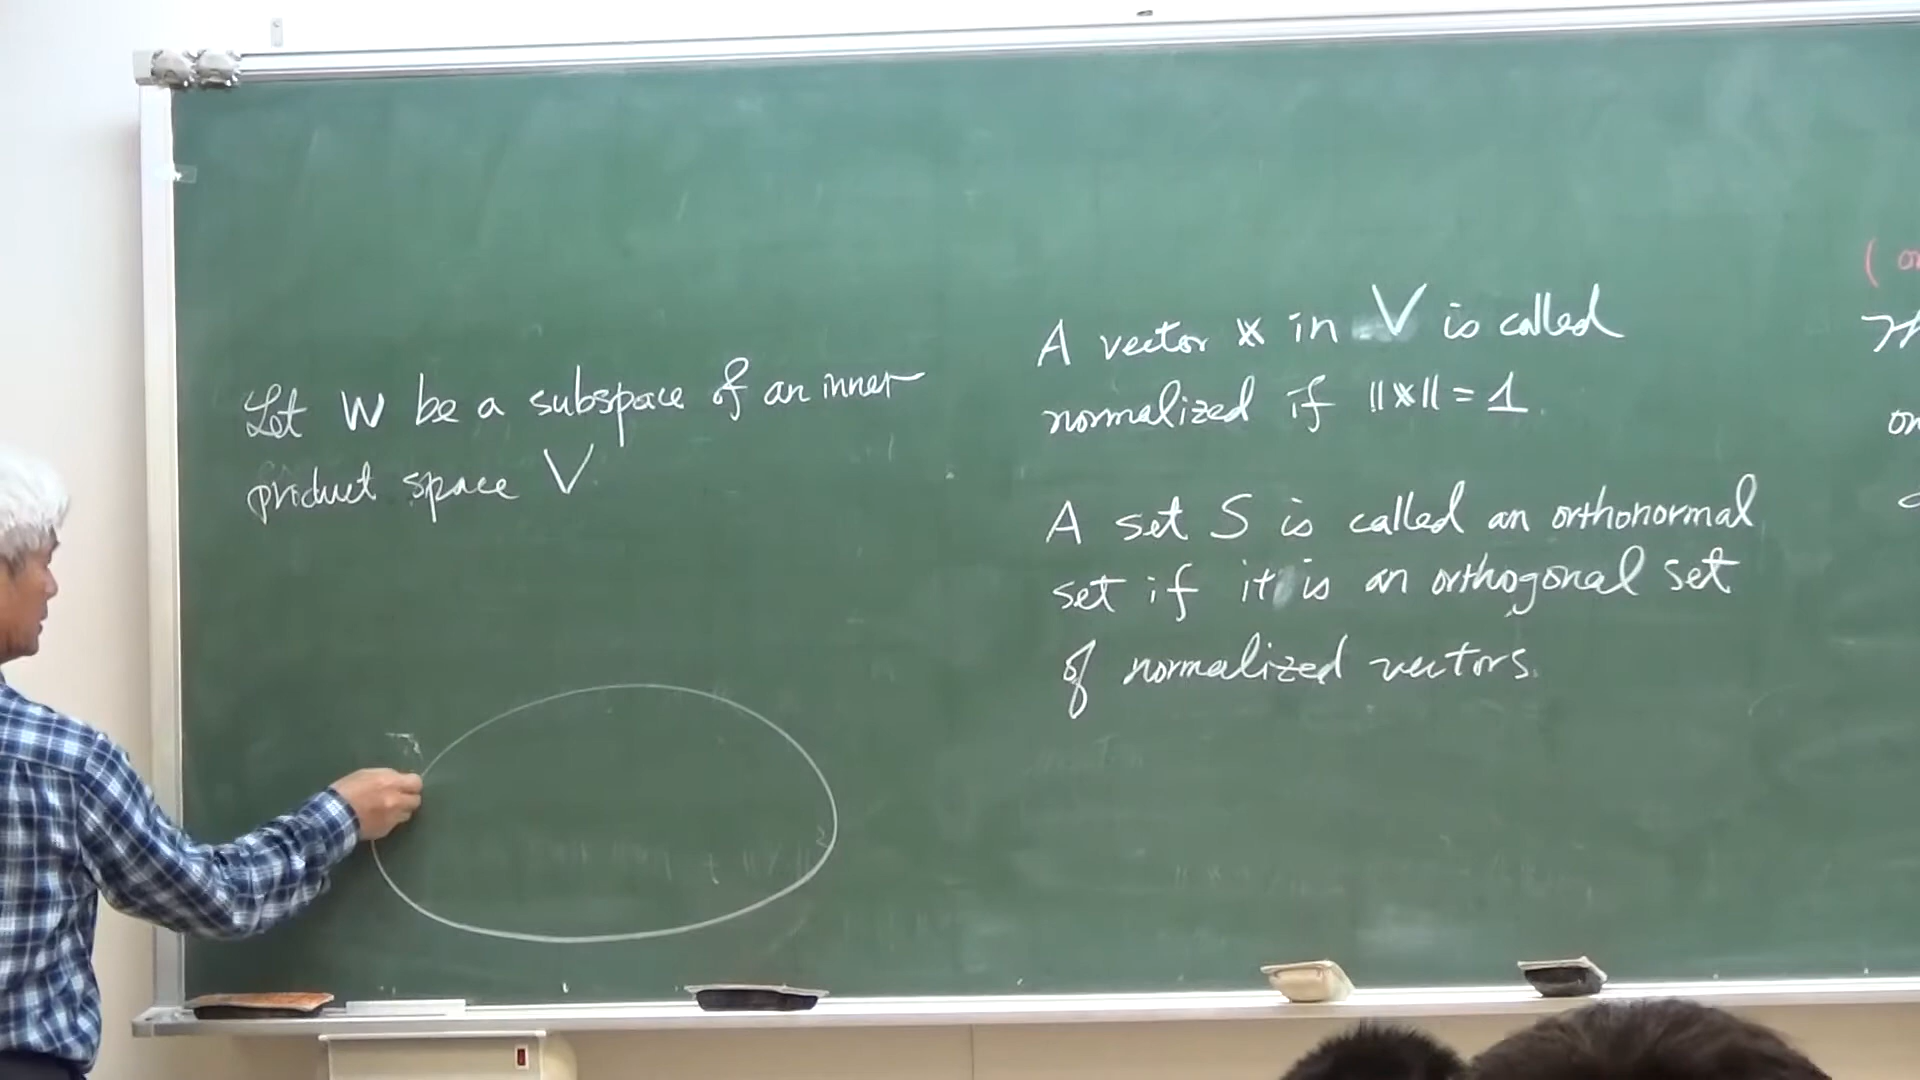 Let W be a subspace of an inner
product space V
A vector x in V is called
normalized if ||x|| = 1.
A set S is called an orthonormal
set if it is an orthogonal set
of normalized vectors.